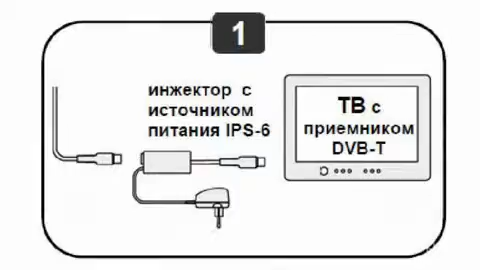 1
инжектор с
источником
питания IPS-6
ТВ с
приемником
DVB-T